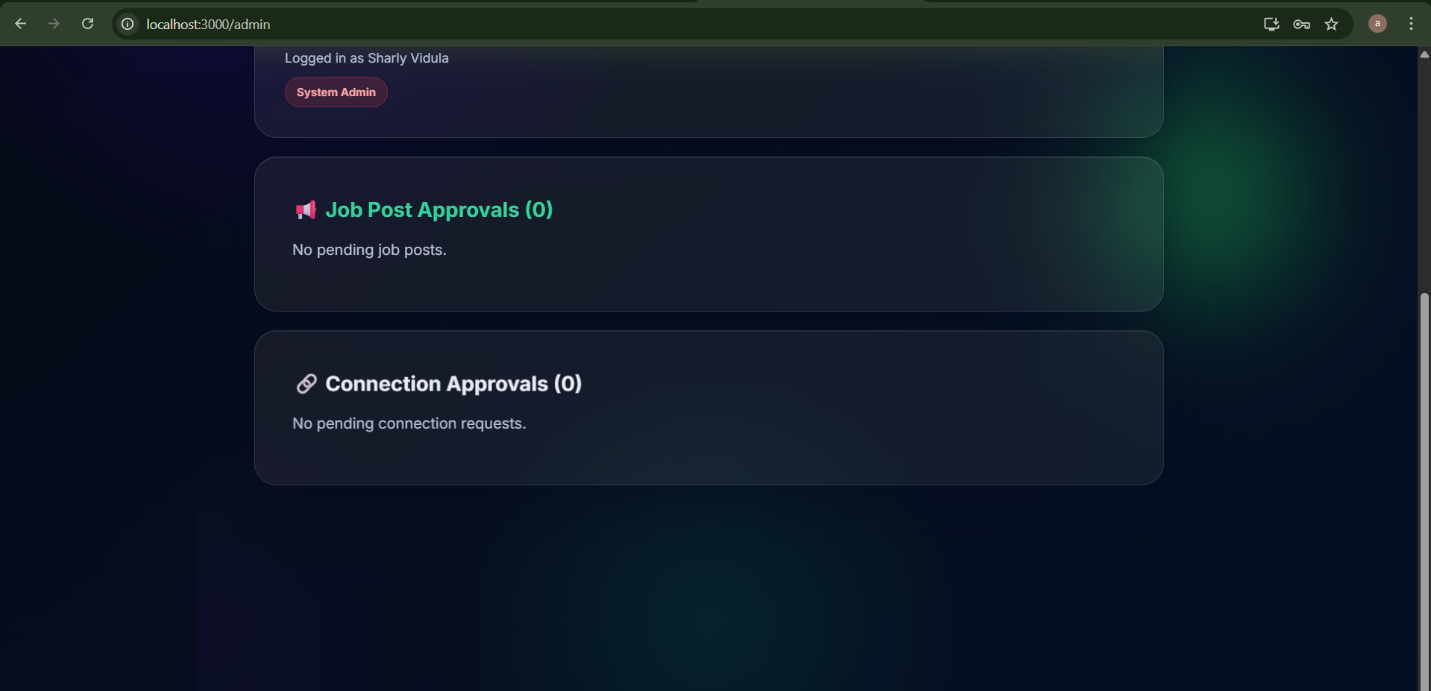 localhost:3000/admin
a
Logged in as Sharly Vidula
System Admin
Job Post Approvals (0)
No pending job posts.
Connection Approvals (0)
No pending connection requests.